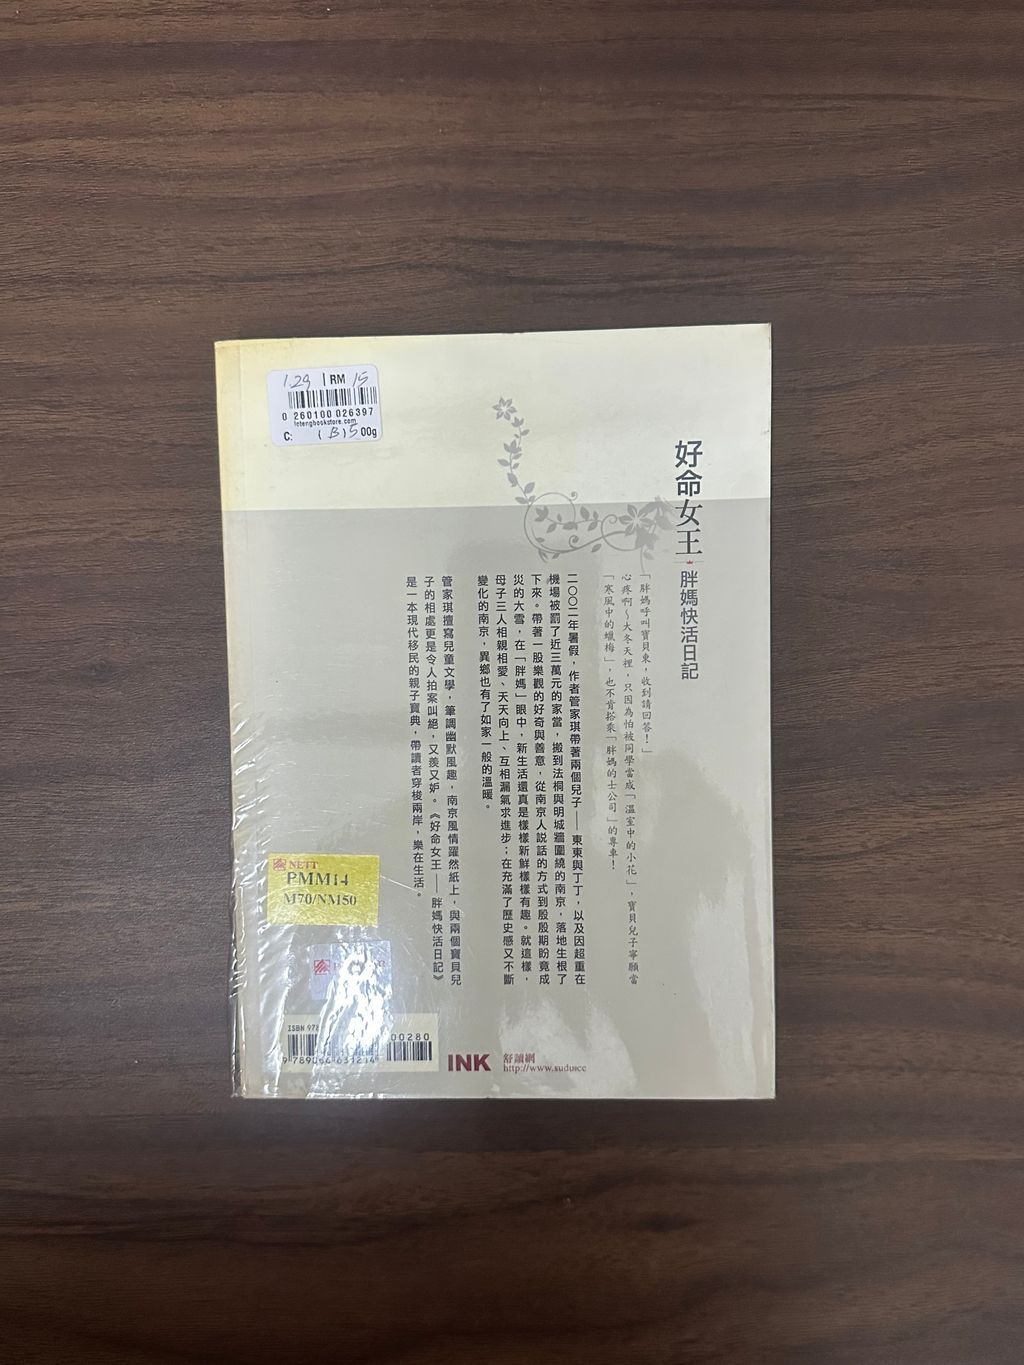 1.29 | RM 15
0 260100 026397
letengbookstore.com
C: (B)500g
好命女王
胖媽快活日記
「胖媽呼叫寶貝東，收到請回答！」
心疼啊～大冬天裡，只因為怕被同學當成「溫室中的小花」，寶貝兒子寧願當
「寒風中的蠟梅」，也不肯搭乘「胖媽的士公司」的專車！
二〇〇二年暑假，作者管家琪帶著兩個兒子——東東與丁丁，以及因超重在
機場被罰了近三萬元的家當，搬到法桐與明城牆圍繞的南京，落地生根了
下來。帶著一股樂觀的好奇與善意，從南京人說話的方式到殷殷期盼竟成
災的大雪，在「胖媽」眼中，新生活還真是樣樣新鮮樣樣有趣。就這樣，
母子三人相親相愛、天天向上、互相漏氣求進步；在充滿了歷史感又不斷
變化的南京，異鄉也有了如家一般的溫暖。
管家琪擅寫兒童文學，筆調幽默風趣，南京風情躍然紙上，與兩個寶貝兒
子的相處更是令人拍案叫絕，又羨又妒。《好命女王——胖媽快活日記》
是一本現代移民的親子寶典，帶讀者穿梭兩岸，樂在生活。
NETT
PMM14
M70/NM50
ISBN 978
00280
INK
舒讀網
http://www.sudu.cc